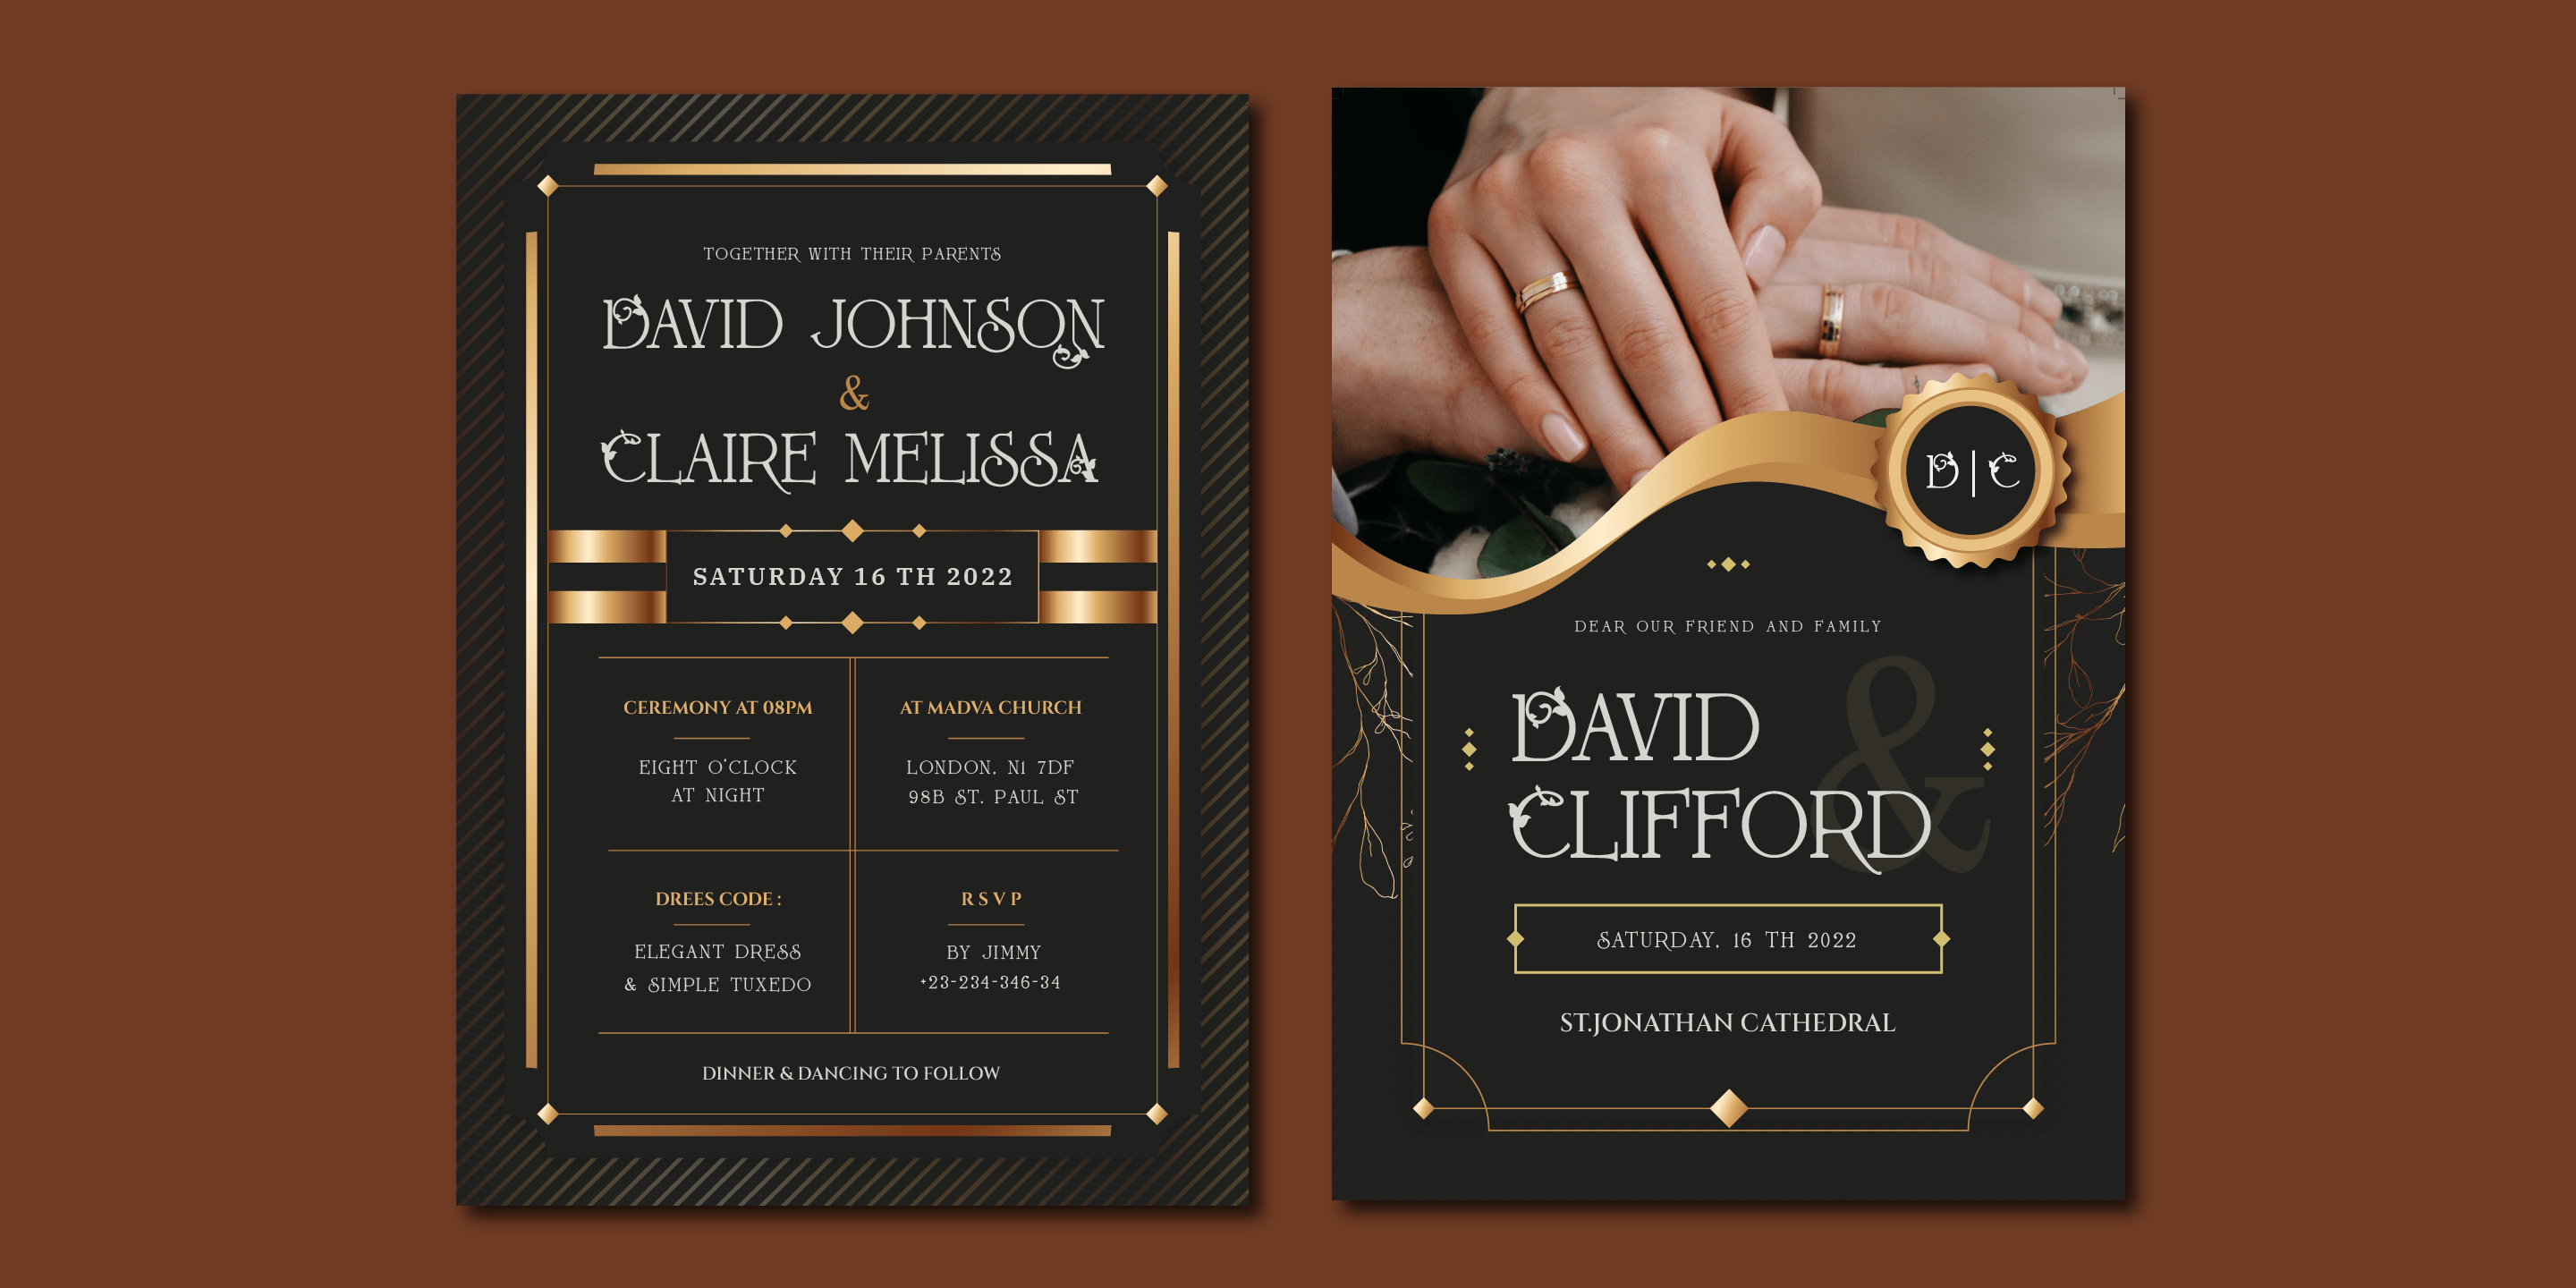 TOGETHER WITH THEIR PARENTS
DAVID JOHNSON
&
CLAIRE MELISSA
SATURDAY 16 TH 2022
CEREMONY AT 08PM
EIGHT O'CLOCK
AT NIGHT
AT MADVA CHURCH
LONDON, N1 7DF
98B ST. PAUL ST
DREES CODE :
ELEGANT DRESS
& SIMPLE TUXEDO
R S V P
BY JIMMY
+23-234-346-34
DINNER & DANCING TO FOLLOW
D | C
DEAR OUR FRIEND AND FAMILY
DAVID
&
CLIFFORD
SATURDAY, 16 TH 2022
ST.JONATHAN CATHEDRAL